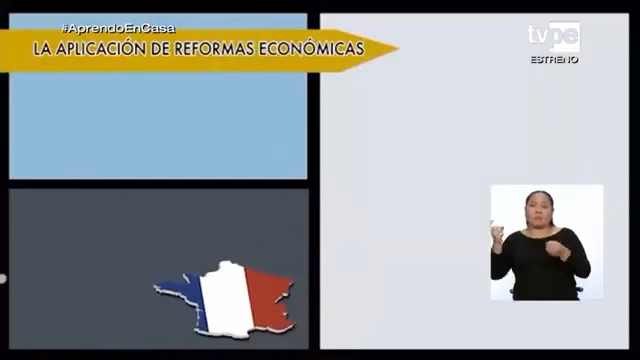 #AprendoEnCasa
LA APLICACIÓN DE REFORMAS ECONÓMICAS
tvpe
ESTRENO